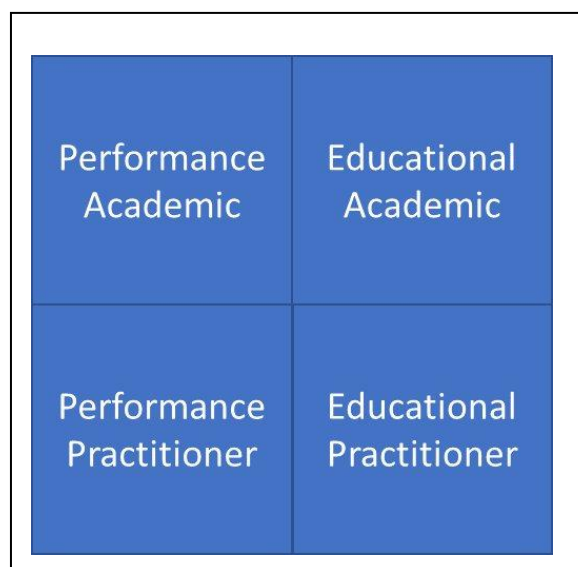 Performance
Academic
Educational
Academic
Performance
Practitioner
Educational
Practitioner